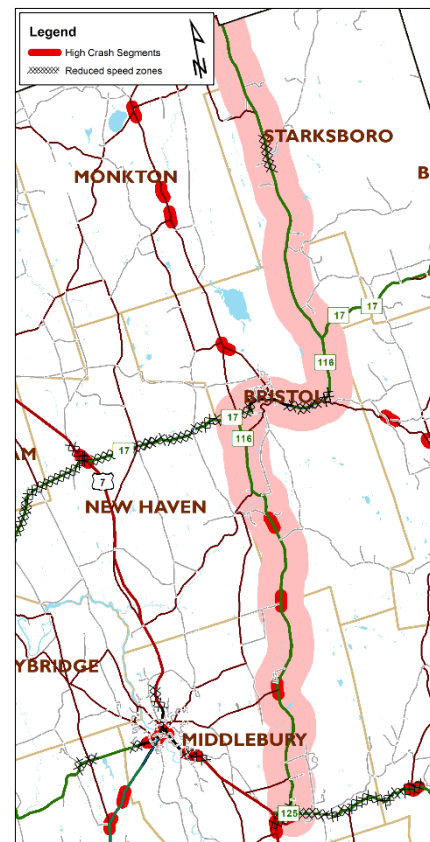 Legend
High Crash Segments
Reduced speed zones
N
STARKSBORO
MONKTON
B
17
17
116
BRISTOL
17
116
17
AM
7
NEW HAVEN
YBRIDGE
MIDDLEBURY
125